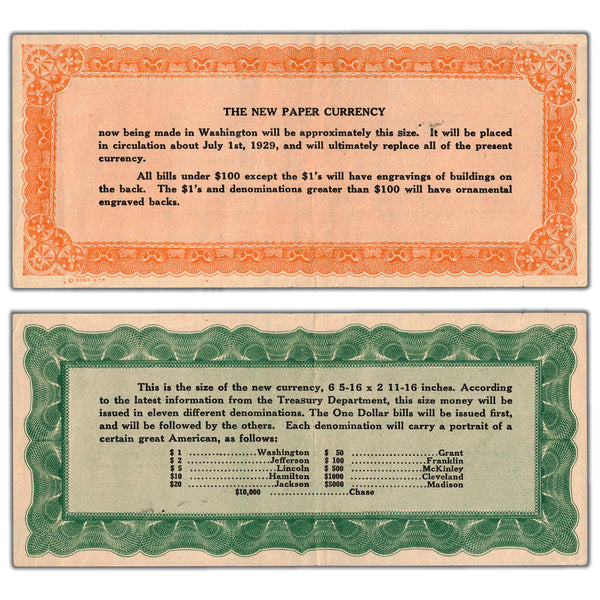 THE NEW PAPER CURRENCY
now being made in Washington will be approximately this size. It will be placed
in circulation about July 1st, 1929, and will ultimately replace all of the present
currency.
All bills under $100 except the $1's will have engravings of buildings on
the back. The $1's and denominations greater than $100 will have ornamental
engraved backs.
This is the size of the new currency, 6 5-16 x 2 11-16 inches. According
to the latest information from the Treasury Department, this size money will be
issued in eleven different denominations. The One Dollar bills will be issued first,
and will be followed by the others. Each denomination will carry a portrait of a
certain great American, as follows:
$ 1 ..............Washington $ 50 ..............Grant
$ 2 ..............Jefferson $ 100 ..............Franklin
$ 5 ..............Lincoln $ 500 ..............McKinley
$10 ..............Hamilton $1000 ..............Cleveland
$20 ..............Jackson $5000 ..............Madison
$10,000 ..............Chase